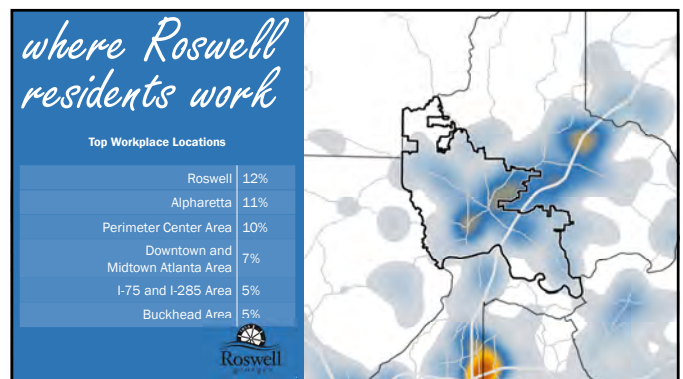 where Roswell
residents work
Top Workplace Locations
Roswell 12%
Alpharetta 11%
Perimeter Center Area 10%
Downtown and
Midtown Atlanta Area 7%
I-75 and I-285 Area 5%
Buckhead Area 5%
Roswell
georgia